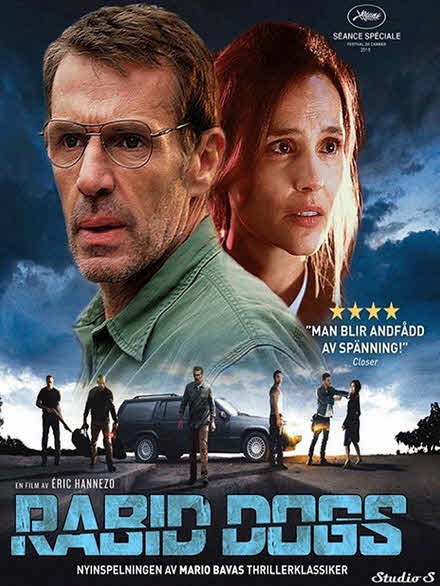 SÉANCE SPÉCIALE
FESTIVAL DE CANNES
2015
"MAN BLIR ANDFÅDD
AV SPÄNNING!"
Closer
EN FILM AV ÉRIC HANNEZO
RABID DOGS
NYINSPELNINGEN AV MARIO BAVAS THRILLERKLASSIKER
Studio S